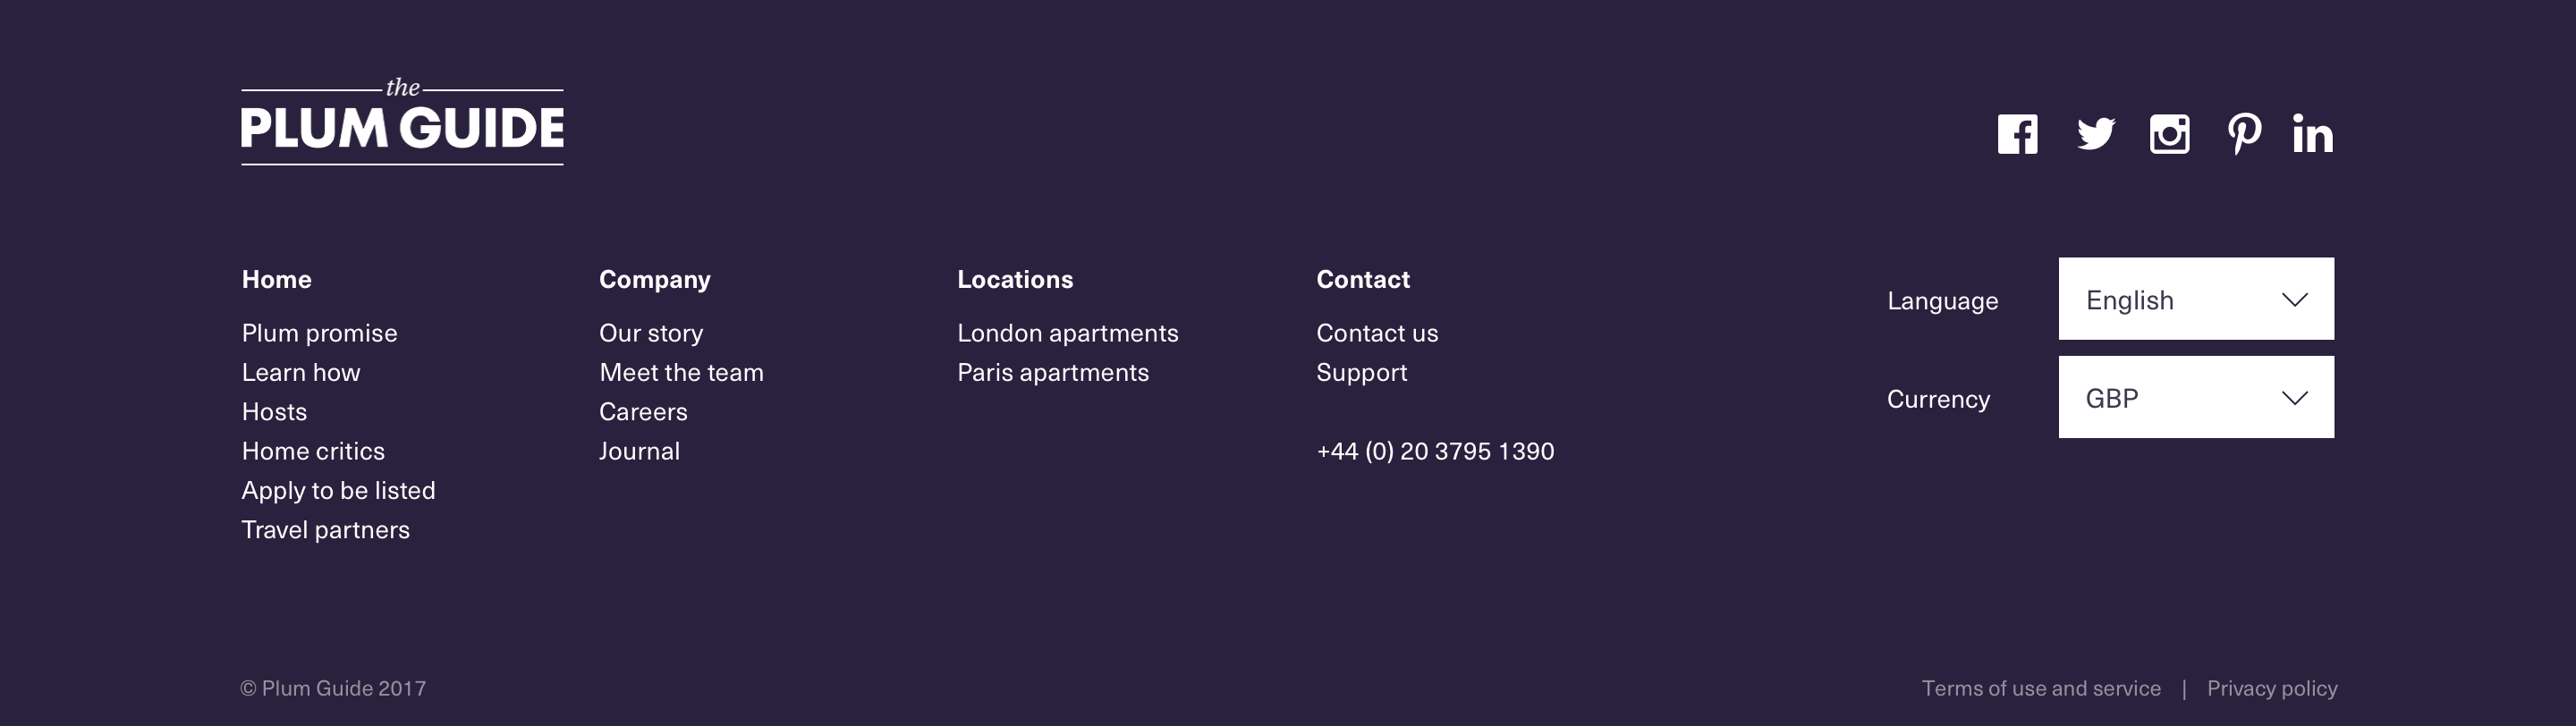 the
PLUM GUIDE
Home
Plum promise
Learn how
Hosts
Home critics
Apply to be listed
Travel partners
Company
Our story
Meet the team
Careers
Journal
Locations
London apartments
Paris apartments
Contact
Contact us
Support
+44 (0) 20 3795 1390
Language
English
Currency
GBP
© Plum Guide 2017
Terms of use and service | Privacy policy